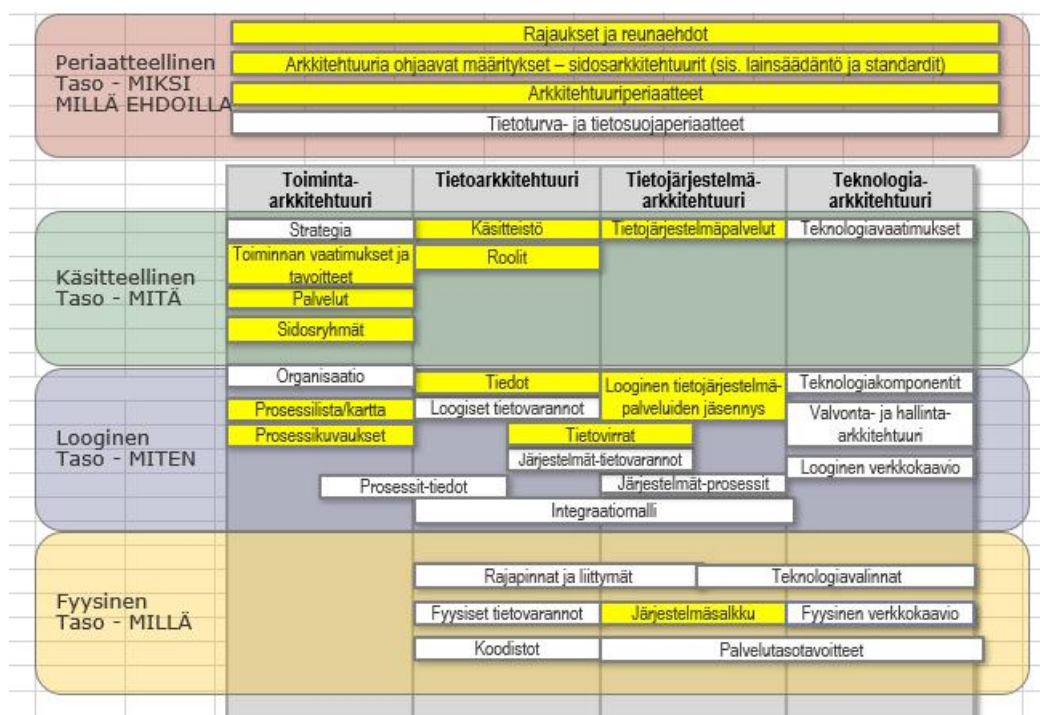 Periaatteellinen
Taso - MIKSI
MILLÄ EHDOILLA
Rajaukset ja reunaehdot
Arkkitehtuuria ohjaavat määritykset – sidosarkkitehtuurit (sis. lainsäädäntö ja standardit)
Arkkitehtuuriperiaatteet
Tietoturva- ja tietosuojaperiaatteet
Toiminta-
arkkitehtuuri
Tietoarkkitehtuuri
Tietojärjestelmä-
arkkitehtuuri
Teknologia-
arkkitehtuuri
Käsitteellinen
Taso - MITÄ
Strategia
Käsitteistö
Tietojärjestelmäpalvelut
Teknologiavaatimukset
Toiminnan vaatimukset ja
tavoitteet
Roolit
Palvelut
Sidosryhmät
Looginen
Taso - MITEN
Organisaatio
Tiedot
Looginen tietojärjestelmä-
palveluiden jäsennys
Teknologiakomponentit
Prosessilista/kartta
Loogiset tietovarannot
Valvonta- ja hallinta-
arkkitehtuuri
Prosessikuvaukset
Tietovirrat
Järjestelmät-tietovarannot
Looginen verkkokaavio
Prosessit-tiedot
Järjestelmät-prosessit
Integraatiomalli
Fyysinen
Taso - MILLÄ
Rajapinnat ja liittymät
Teknologiavalinnat
Fyysiset tietovarannot
Järjestelmäsalkku
Fyysinen verkkokaavio
Koodistot
Palvelutasotavoitteet